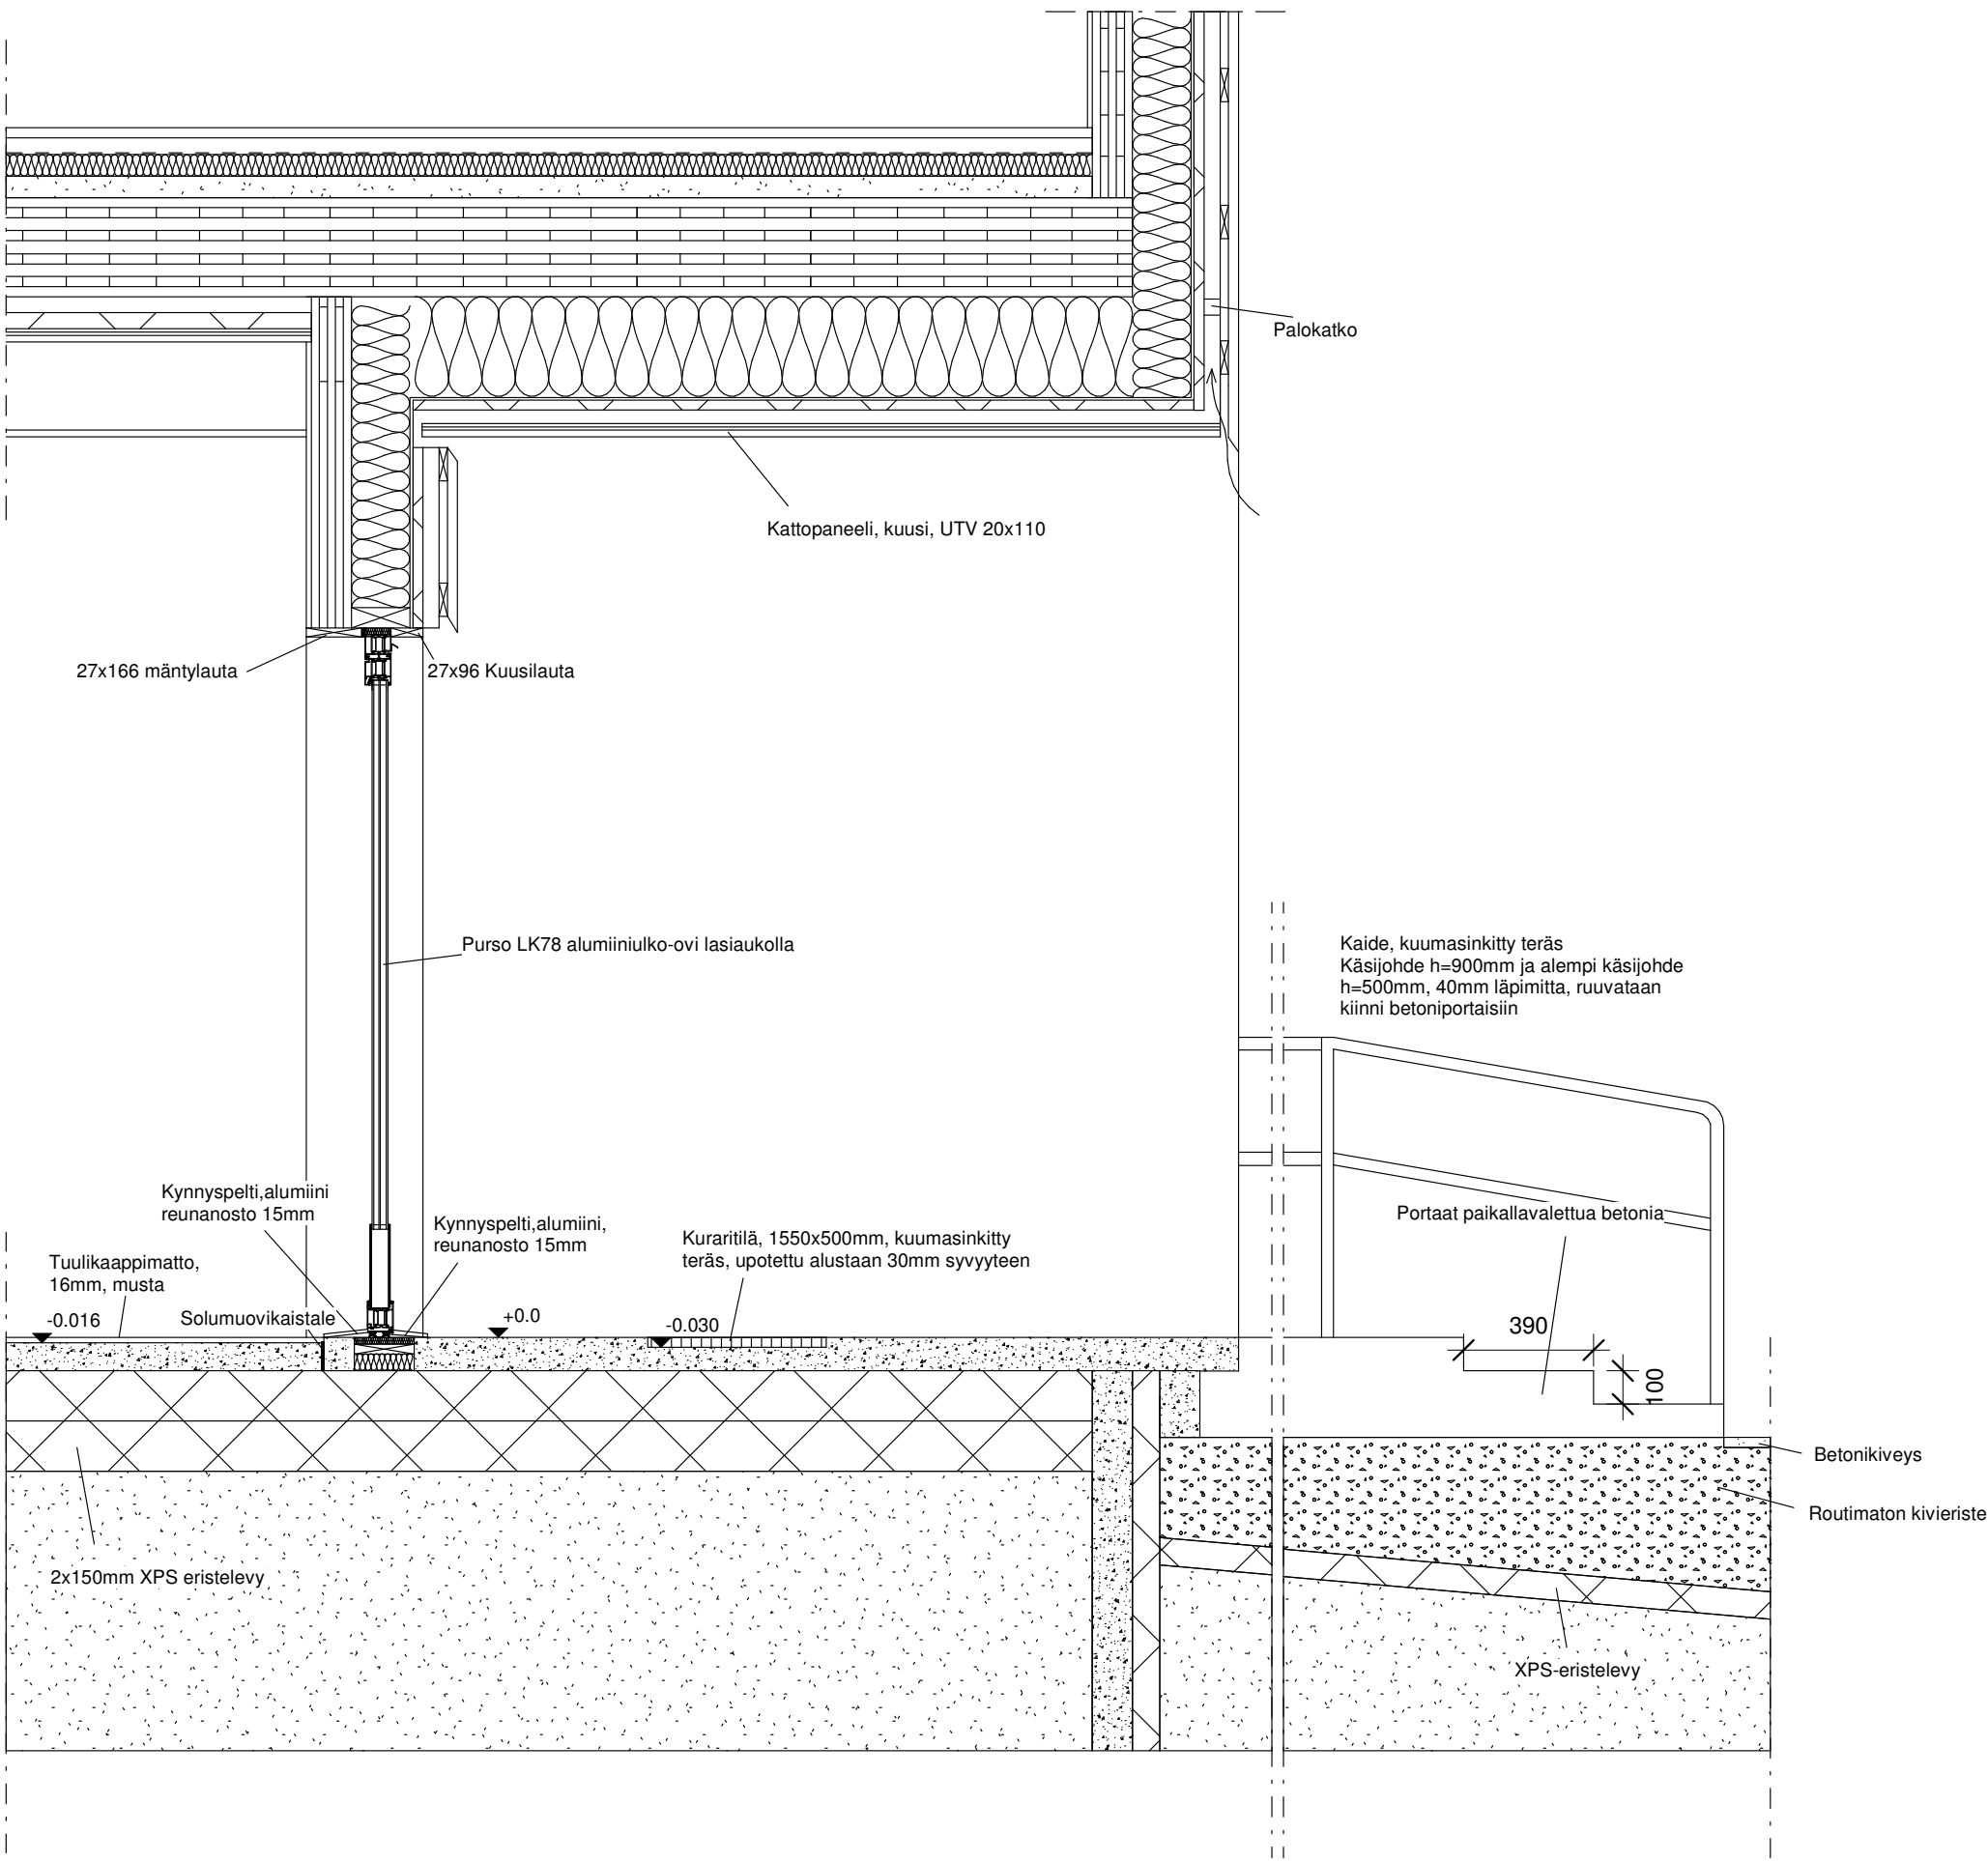 Palokatko
Kattopaneeli, kuusi, UTV 20x110
27x166 mäntylauta
27x96 Kuusilauta
Purso LK78 alumiiniulko-ovi lasiaukolla
Kaide, kuumasinkitty teräs
Käsijohde h=900mm ja alempi käsijohde
h=500mm, 40mm läpimitta, ruuvataan
kiinni betoniportaisiin
Kynnyspelti,alumiini
reunanosto 15mm
Kynnyspelti,alumiini,
reunanosto 15mm
Kuraritilä, 1550x500mm, kuumasinkitty
teräs, upotettu alustaan 30mm syvyyteen
Portaat paikallavalettua betonia
Tuulikaappimatto,
16mm, musta
Solumuovikaistale
-0.016
+0.0
-0.030
390
100
Betonikiveys
Routimaton kivieriste
2x150mm XPS eristelevy
XPS-eristelevy